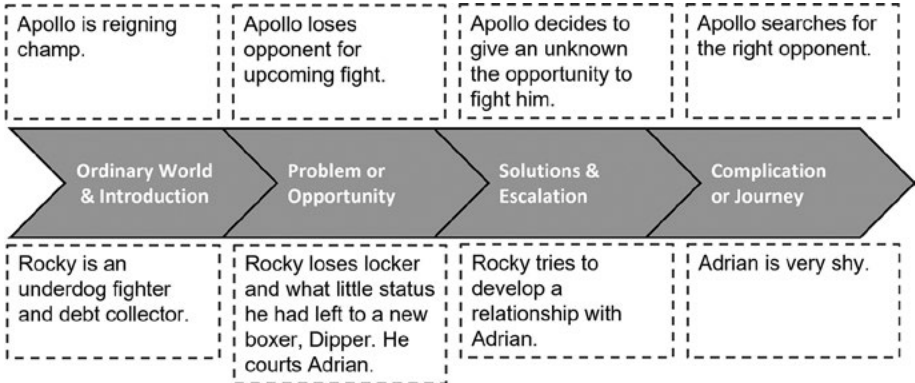 Apollo is reigning
champ.
Apollo loses
opponent for
upcoming fight.
Apollo decides to
give an unknown
the opportunity to
fight him.
Apollo searches for
the right opponent.
Ordinary World
& Introduction
Problem or
Opportunity
Solutions &
Escalation
Complication
or Journey
Rocky is an
underdog fighter
and debt collector.
Rocky loses locker
and what little status
he had left to a new
boxer, Dipper. He
courts Adrian.
Rocky tries to
develop a
relationship with
Adrian.
Adrian is very shy.